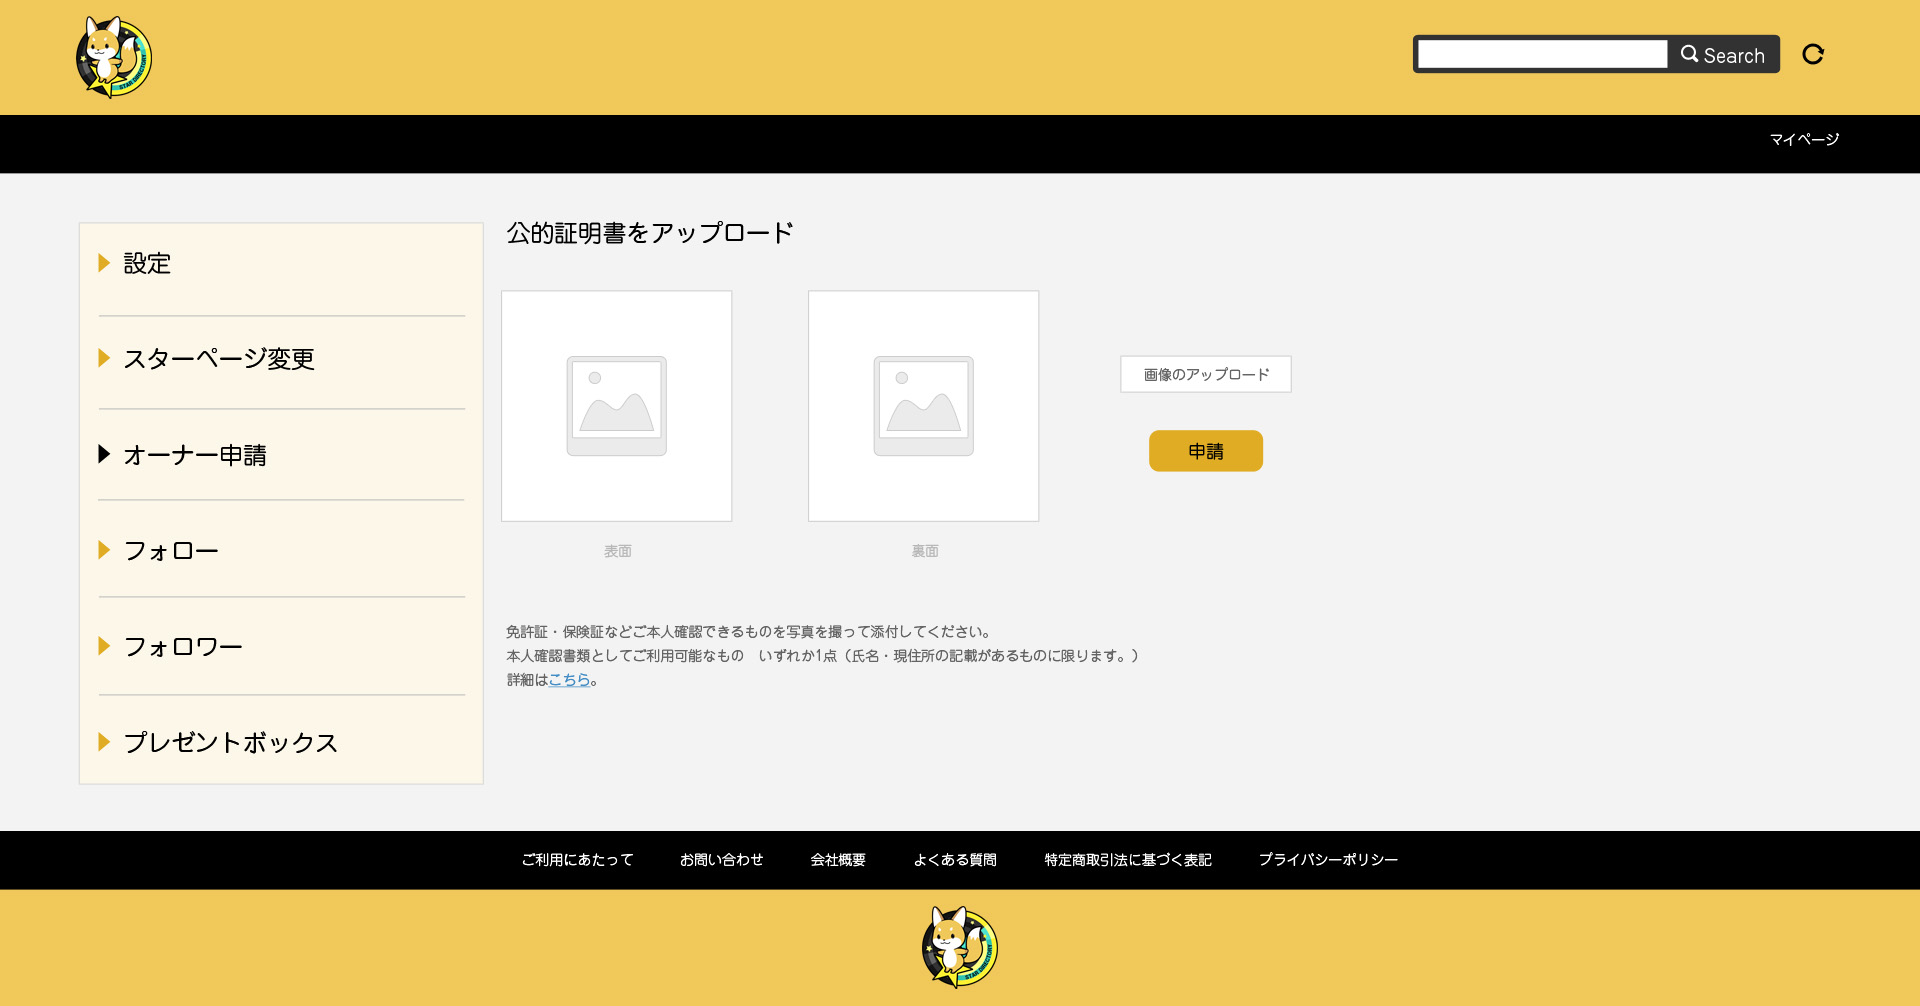 STAR DIRECTORY
Search
マイページ
設定
スターページ変更
オーナー申請
フォロー
フォロワー
プレゼントボックス
公的証明書をアップロード
表面
裏面
画像のアップロード
申請
免許証・保険証などご本人確認できるものを写真を撮って添付してください。
本人確認書類としてご利用可能なもの　いずれか1点（氏名・現住所の記載があるものに限ります。）
詳細はこちら。
ご利用にあたって
お問い合わせ
会社概要
よくある質問
特定商取引法に基づく表記
プライバシーポリシー
STAR DIRECTORY